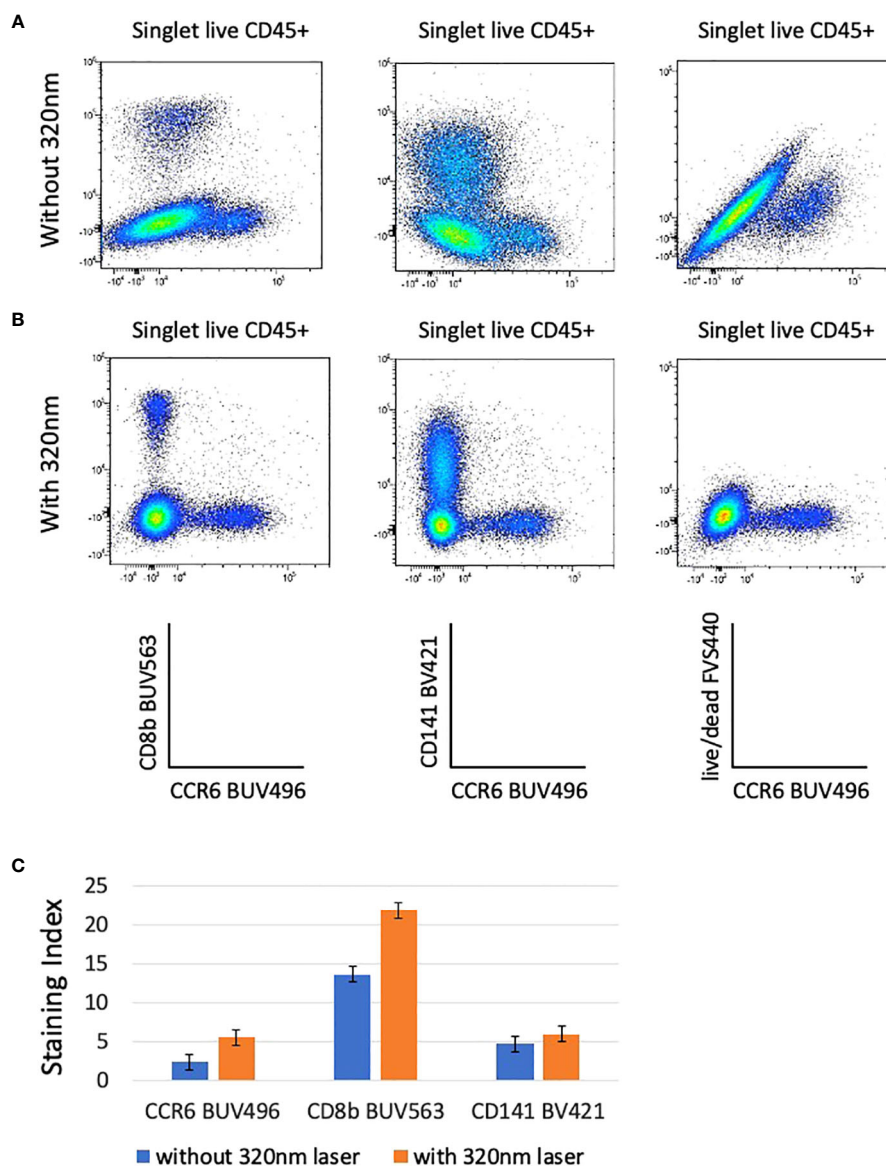 A
Singlet live CD45+ Singlet live CD45+ Singlet live CD45+
Without 320nm
B
Singlet live CD45+ Singlet live CD45+ Singlet live CD45+
With 320nm
CD8b BUV563
CCR6 BUV496
CD141 BV421
CCR6 BUV496
live/dead FVS440
CCR6 BUV496
C
Staining Index
25
20
15
10
5
0
CCR6 BUV496 CD8b BUV563 CD141 BV421
without 320nm laser with 320nm laser